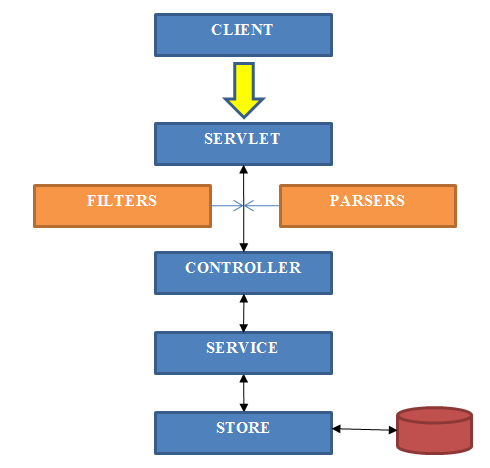 CLIENT
SERVLET
FILTERS
PARSERS
CONTROLLER
SERVICE
STORE